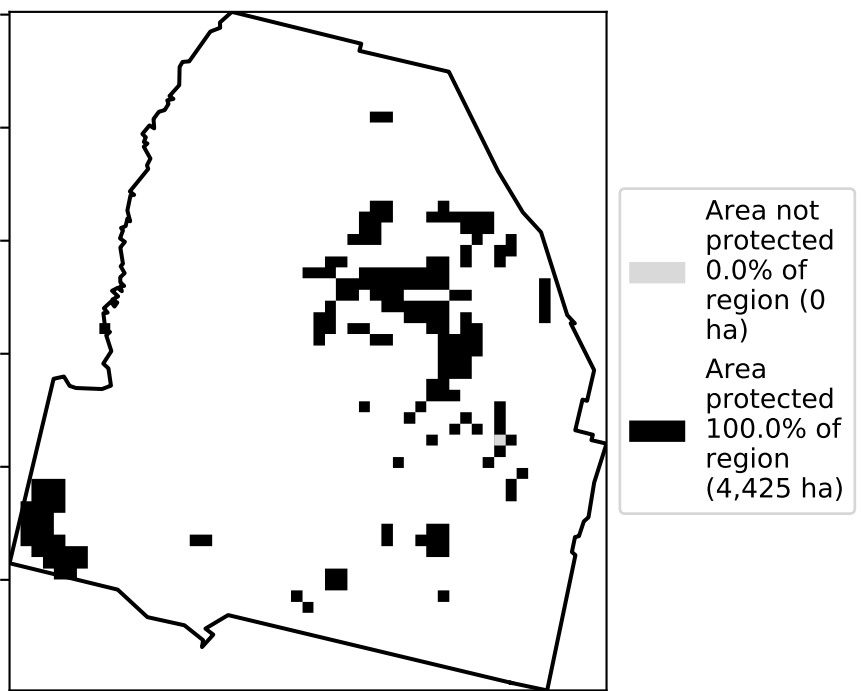 Area not
protected
0.0% of
region (0
ha)
Area
protected
100.0% of
region
(4,425 ha)